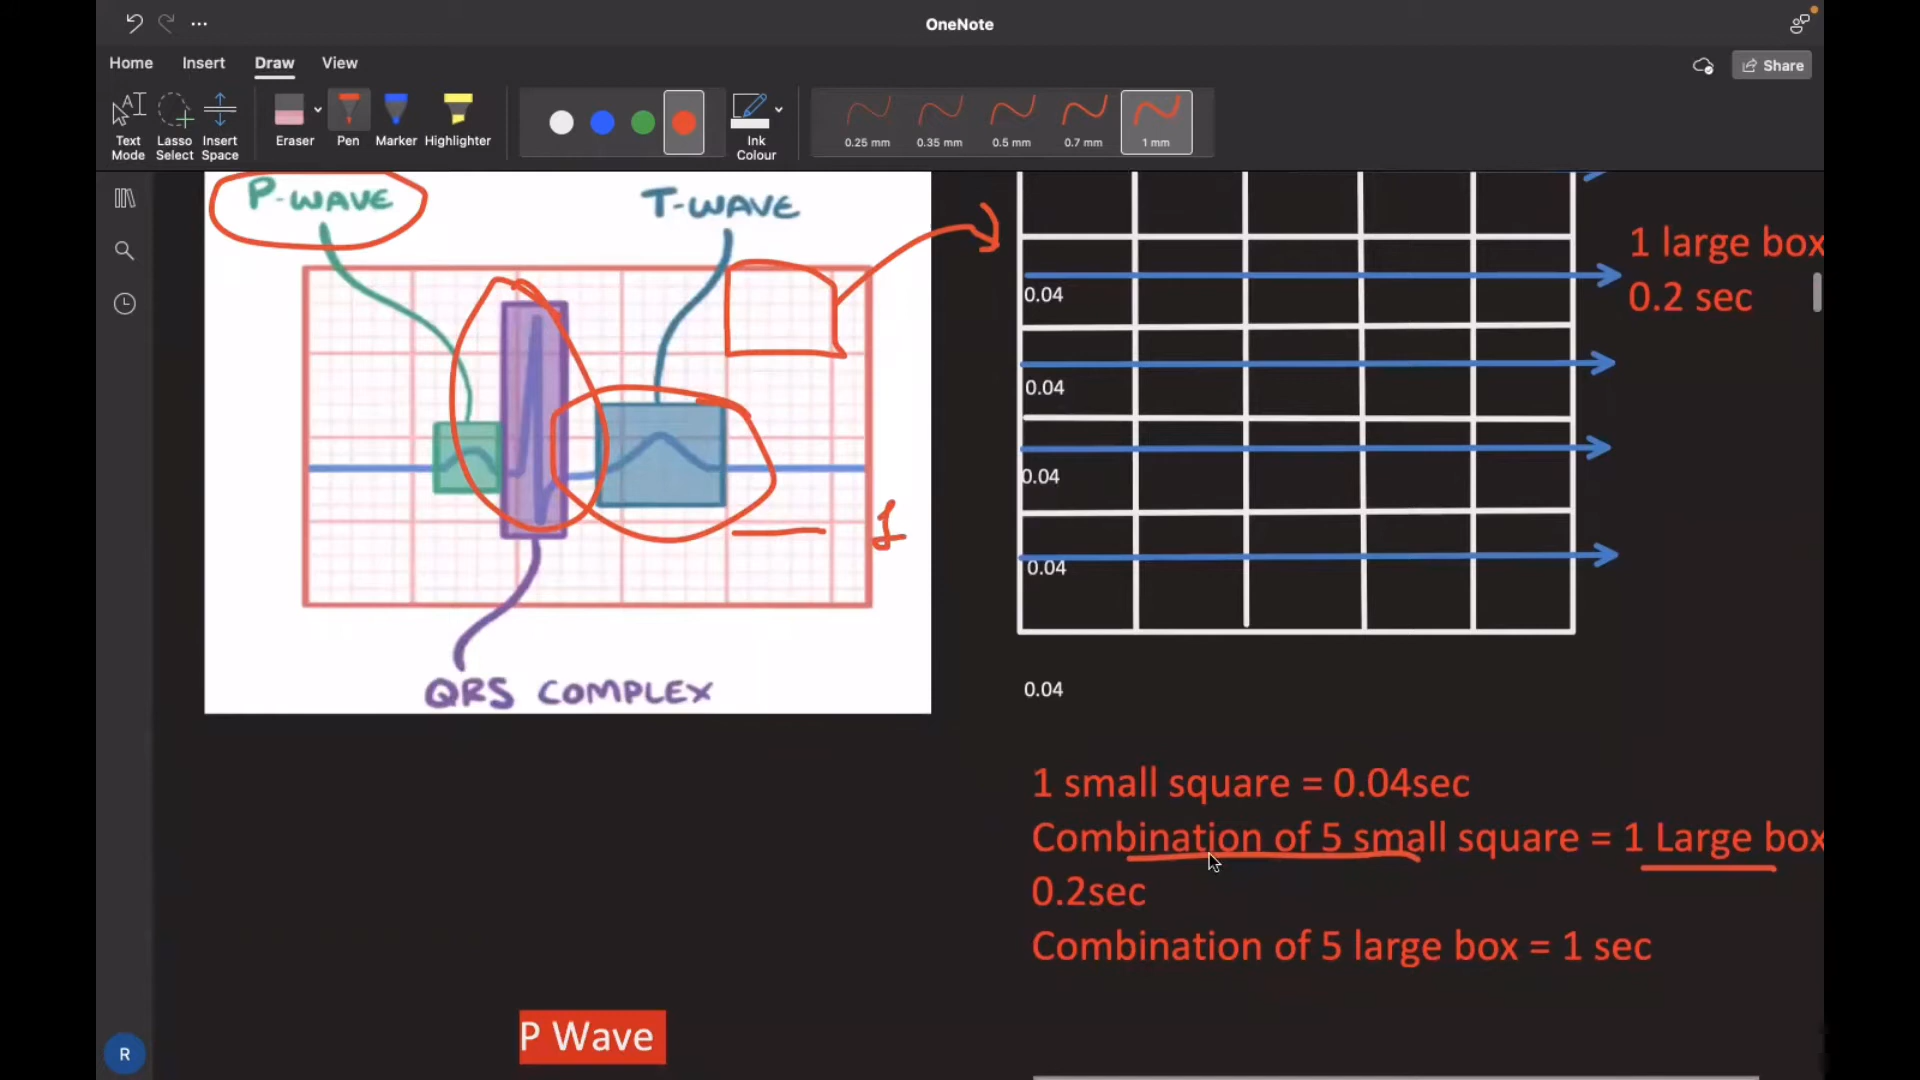 OneNote
Home Insert Draw View
Share
Text Mode
Lasso Select
Insert Space
Eraser
Pen
Marker
Highlighter
Ink Colour
0.25 mm
0.35 mm
0.5 mm
0.7 mm
1 mm
P-WAVE
T-WAVE
QRS COMPLEX
1 large box
0.2 sec
0.04
0.04
0.04
0.04
0.04
1 small square = 0.04sec
Combination of 5 small square = 1 Large box
0.2sec
Combination of 5 large box = 1 sec
P Wave
R